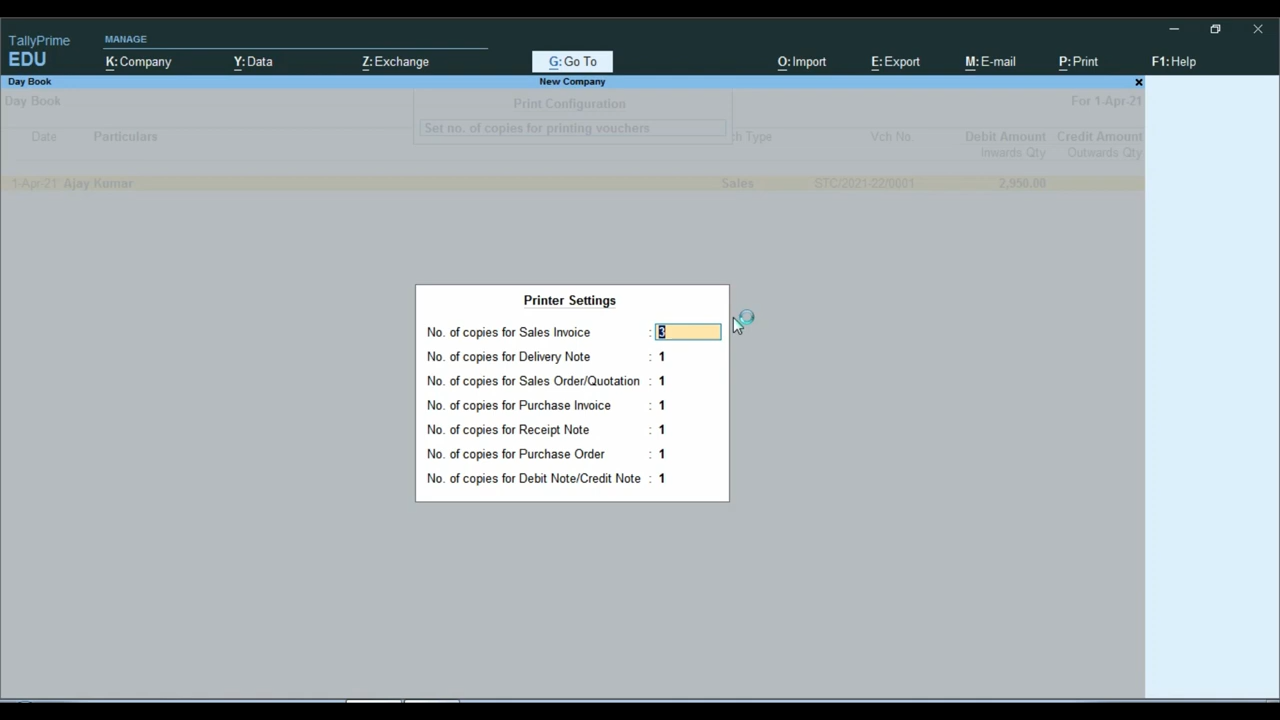 TallyPrime
EDU
MANAGE
K: Company
Y: Data
Z: Exchange
G: Go To
O: Import
E: Export
M: E-mail
P: Print
F1: Help
Day Book
New Company
Day Book
Print Configuration
For 1-Apr-21
Set no. of copies for printing vouchers
Date
Particulars
ch Type
Vch No.
Debit Amount
Credit Amount
Inwards Qty
Outwards Qty
1-Apr-21 Ajay Kumar
Sales
STC/2021-22/0001
2,950.00
Printer Settings
No. of copies for Sales Invoice : 3
No. of copies for Delivery Note : 1
No. of copies for Sales Order/Quotation : 1
No. of copies for Purchase Invoice : 1
No. of copies for Receipt Note : 1
No. of copies for Purchase Order : 1
No. of copies for Debit Note/Credit Note : 1